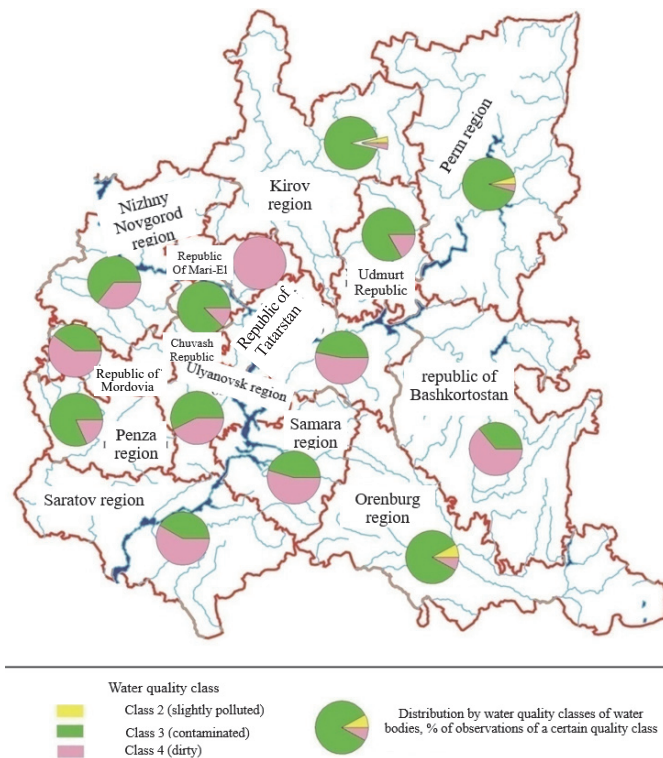 Perm region
Kirov
region
Nizhny
Novgorod
region
Republic
Of Mari-El
Udmurt
Republic
Republic of
Tatarstan
Chuvash
Republic
Republic of
Mordovia
Ulyanovsk region
republic of
Bashkortostan
Penza
region
Samara
region
Saratov region
Orenburg
region
Water quality class
Class 2 (slightly polluted)
Class 3 (contaminated)
Class 4 (dirty)
Distribution by water quality classes of water
bodies, % of observations of a certain quality class